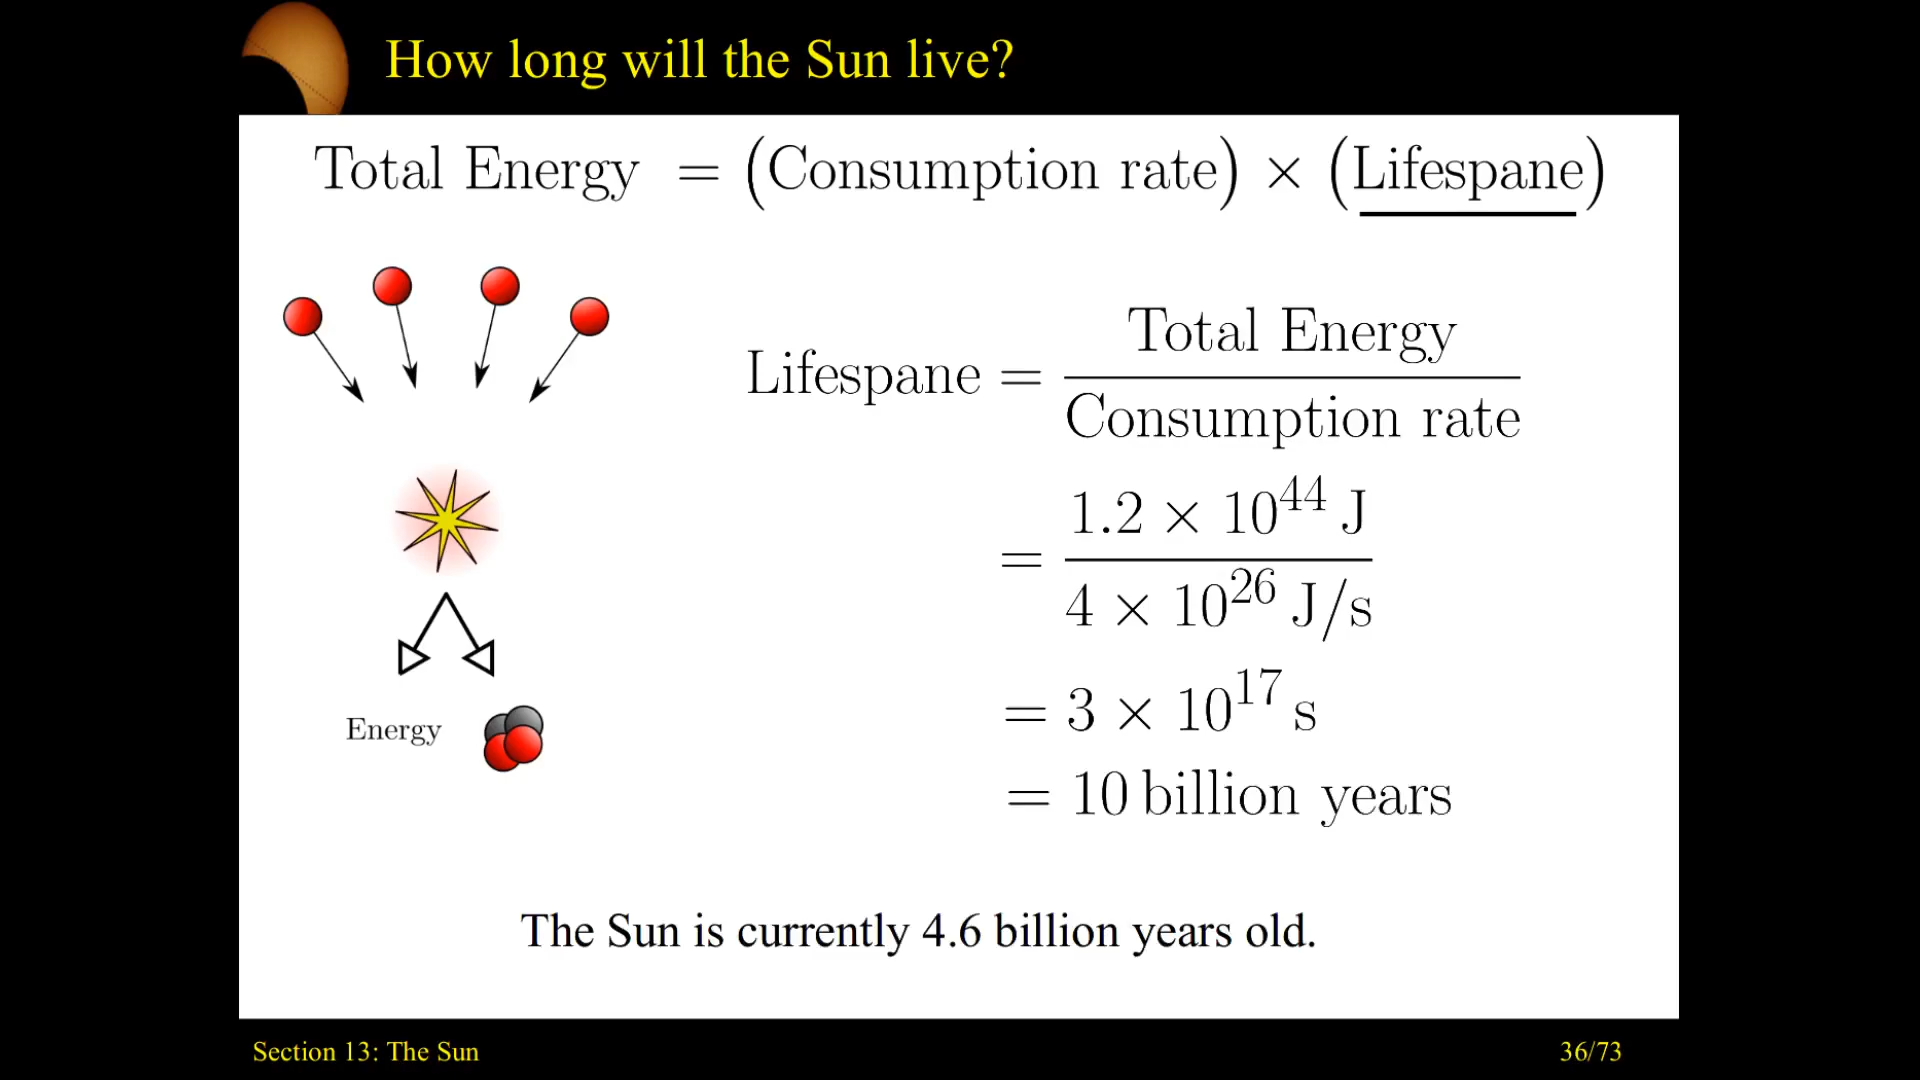 How long will the Sun live?
Total Energy = (Consumption rate) × (Lifespane)
Lifespane = Total Energy / Consumption rate
= 1.2 × 10^44 J / 4 × 10^26 J/s
= 3 × 10^17 s
= 10 billion years
Energy
The Sun is currently 4.6 billion years old.
Section 13: The Sun
36/73